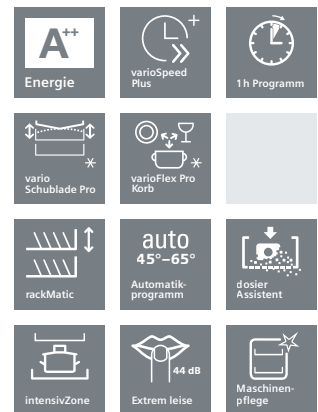 A++
Energie
+
varioSpeed
Plus
1h Programm
*
vario
Schublade Pro
*
varioFlex Pro
Korb
rackMatic
auto
45°–65°
Automatik-
programm
dosier
Assistent
intensivZone
44 dB
Extrem leise
Maschinen-
pflege